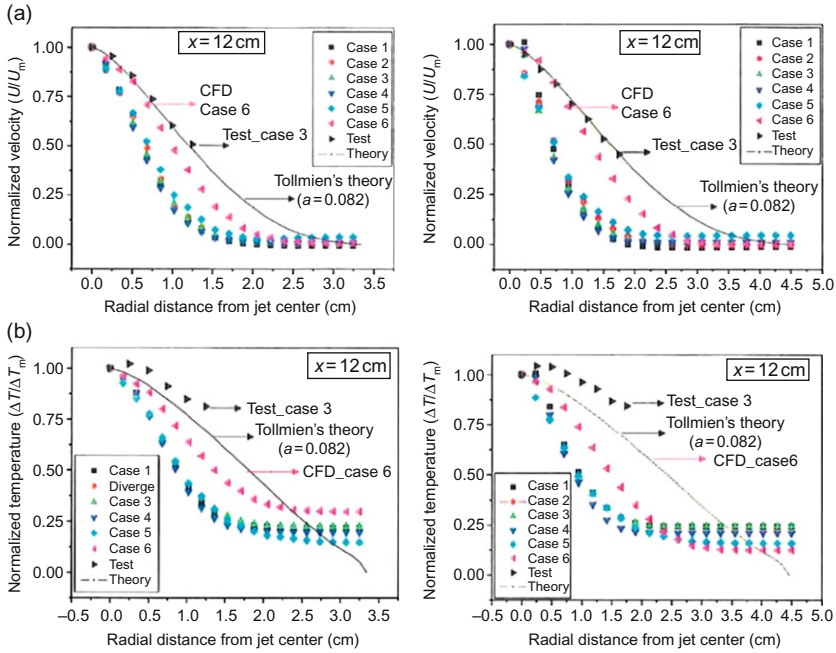 (a)
Normalized velocity (U/Um)
1.00
0.75
0.50
0.25
0.00
x = 12 cm
CFD
Case 6
Test_case 3
Tollmien's theory
(a = 0.082)
Case 1
Case 2
Case 3
Case 4
Case 5
Case 6
Test
Theory
0.0 0.5 1.0 1.5 2.0 2.5 3.0 3.5
Radial distance from jet center (cm)
Normalized velocity (U/Um)
1.00
0.75
0.50
0.25
0.00
x = 12 cm
CFD
Case 6
Test_case 3
Tollmien's theory
(a = 0.082)
Case 1
Case 2
Case 3
Case 4
Case 5
Case 6
Test
Theory
0.0 0.5 1.0 1.5 2.0 2.5 3.0 3.5 4.0 4.5 5.0
Radial distance from jet center (cm)
(b)
Normalized temperature (ΔT/ΔTm)
1.00
0.75
0.50
0.25
0.00
x = 12 cm
Test_case 3
Tollmien's theory
(a = 0.082)
CFD_case 6
Case 1
Diverge
Case 3
Case 4
Case 5
Case 6
Test
Theory
−0.5 0.0 0.5 1.0 1.5 2.0 2.5 3.0 3.5
Radial distance from jet center (cm)
Normalized temperature (ΔT/ΔTm)
1.00
0.75
0.50
0.25
0.00
x = 12 cm
Test_case 3
Tollmien's theory
(a = 0.082)
CFD_case6
Case 1
Case 2
Case 3
Case 4
Case 5
Case 6
Test
Theory
−0.5 0.0 0.5 1.0 1.5 2.0 2.5 3.0 3.5 4.0 4.5 5.0
Radial distance from jet center (cm)